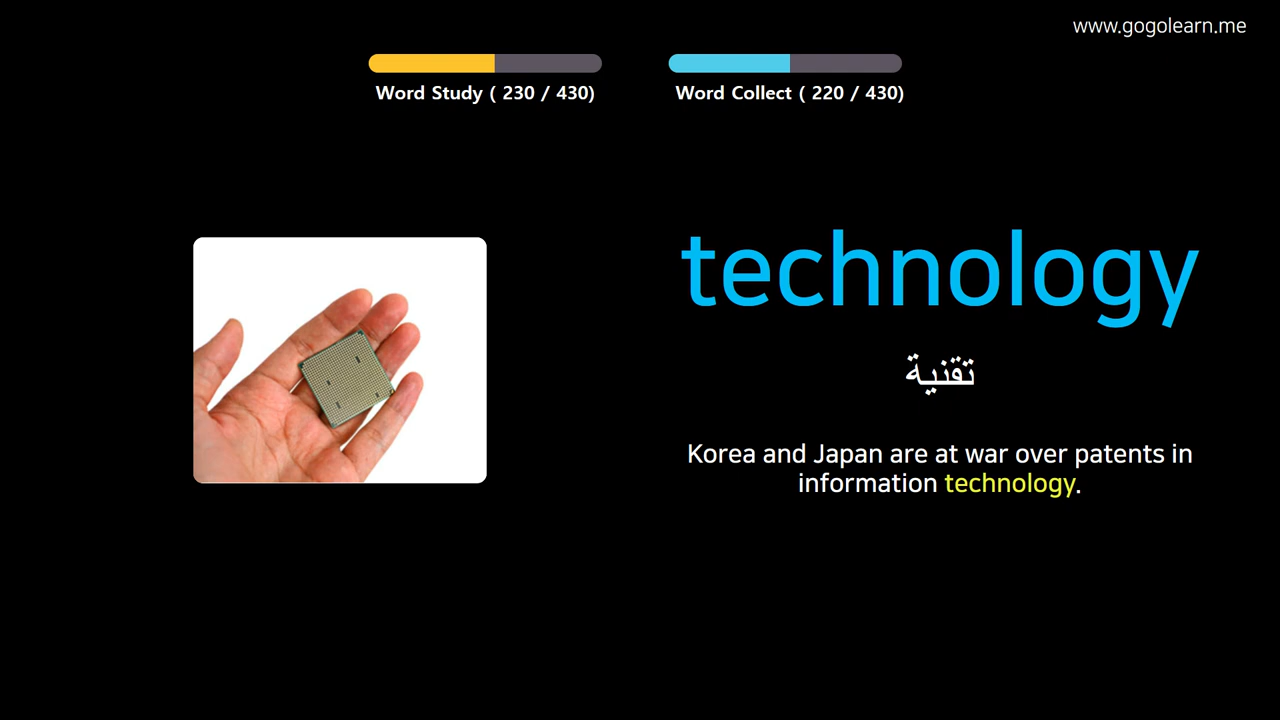 www.gogolearn.me
Word Study ( 230 / 430)
Word Collect ( 220 / 430)
technology
تقنية
Korea and Japan are at war over patents in
information technology.